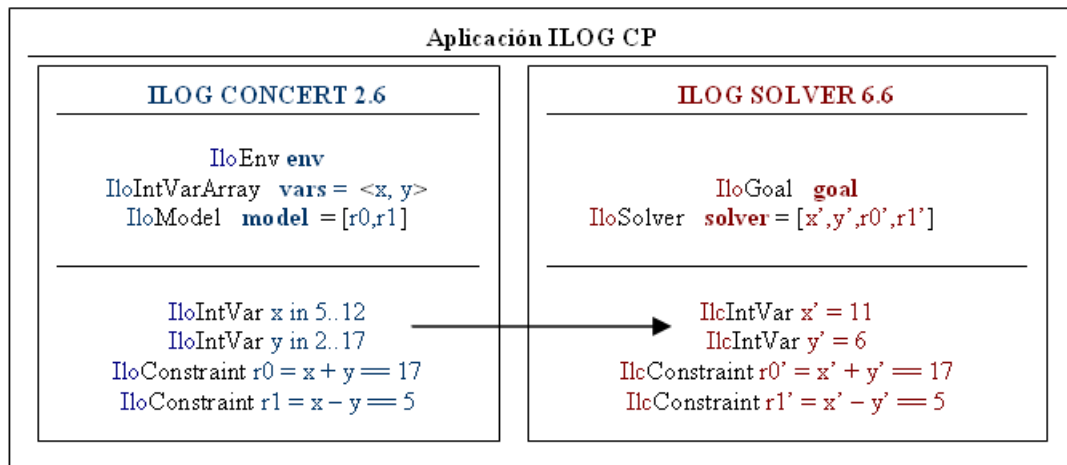 Aplicación ILOG CP
ILOG CONCERT 2.6
IloEnv env
IloIntVarArray vars = <x, y>
IloModel model = [r0,r1]
IloIntVar x in 5..12
IloIntVar y in 2..17
IloConstraint r0 = x + y == 17
IloConstraint r1 = x – y == 5
ILOG SOLVER 6.6
IloGoal goal
IloSolver solver = [x’,y’,r0’,r1’]
IlcIntVar x’ = 11
IlcIntVar y’ = 6
IlcConstraint r0’ = x’ + y’ == 17
IlcConstraint r1’ = x’ – y’ == 5